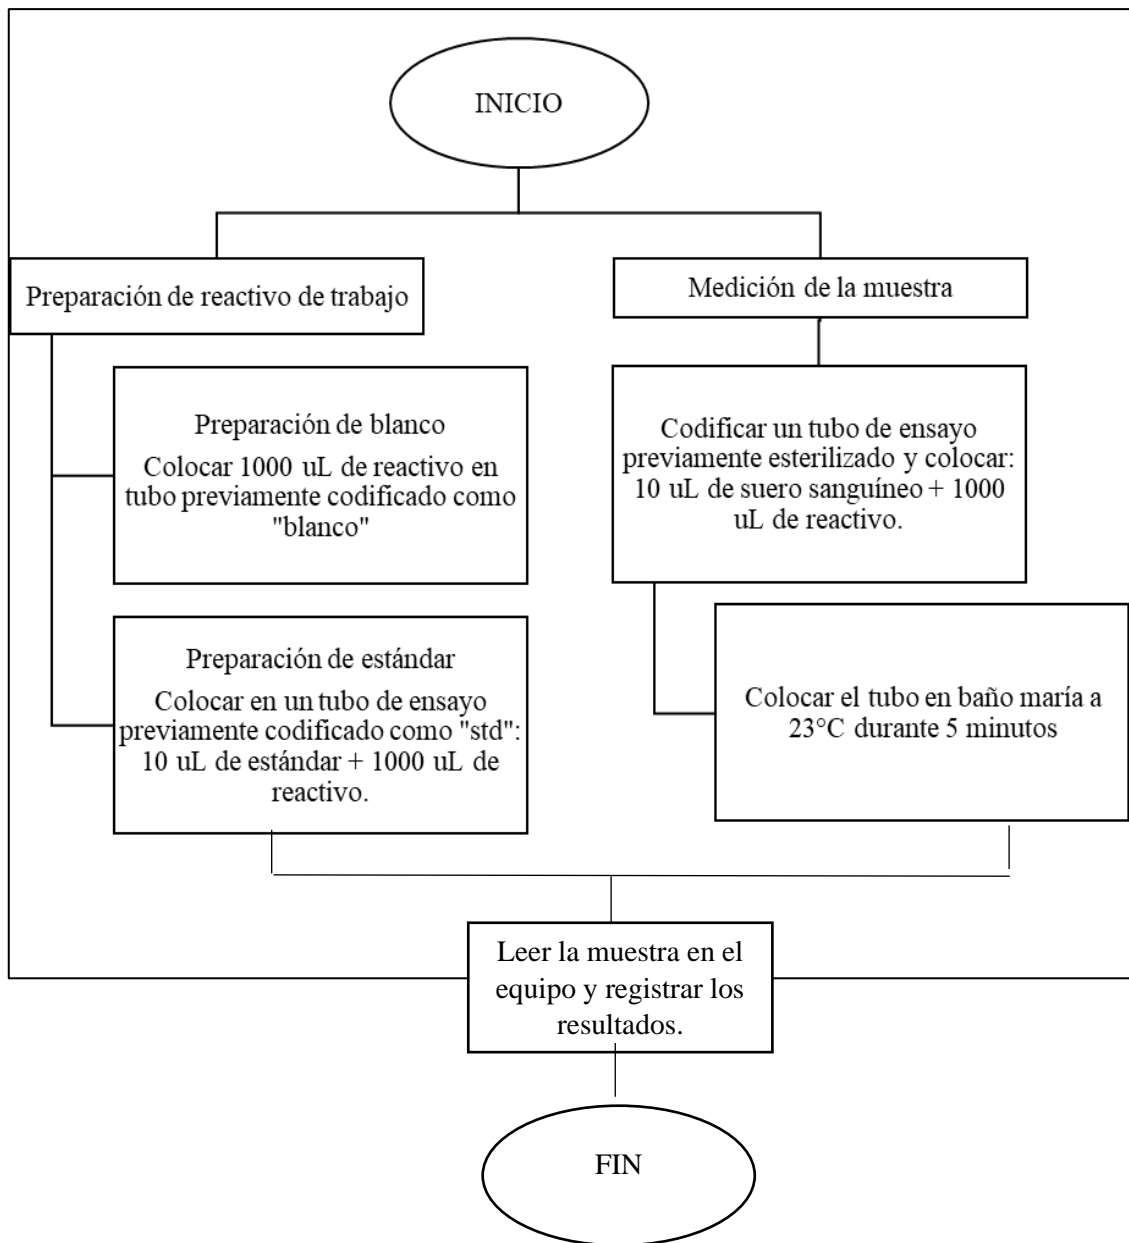 INICIO
Preparación de reactivo de trabajo
Preparación de blanco
Colocar 1000 uL de reactivo en
tubo previamente codificado como
"blanco"
Preparación de estándar
Colocar en un tubo de ensayo
previamente codificado como "std":
10 uL de estándar + 1000 uL de
reactivo.
Medición de la muestra
Codificar un tubo de ensayo
previamente esterilizado y colocar:
10 uL de suero sanguíneo + 1000
uL de reactivo.
Colocar el tubo en baño maría a
23°C durante 5 minutos
Leer la muestra en el
equipo y registrar los
resultados.
FIN